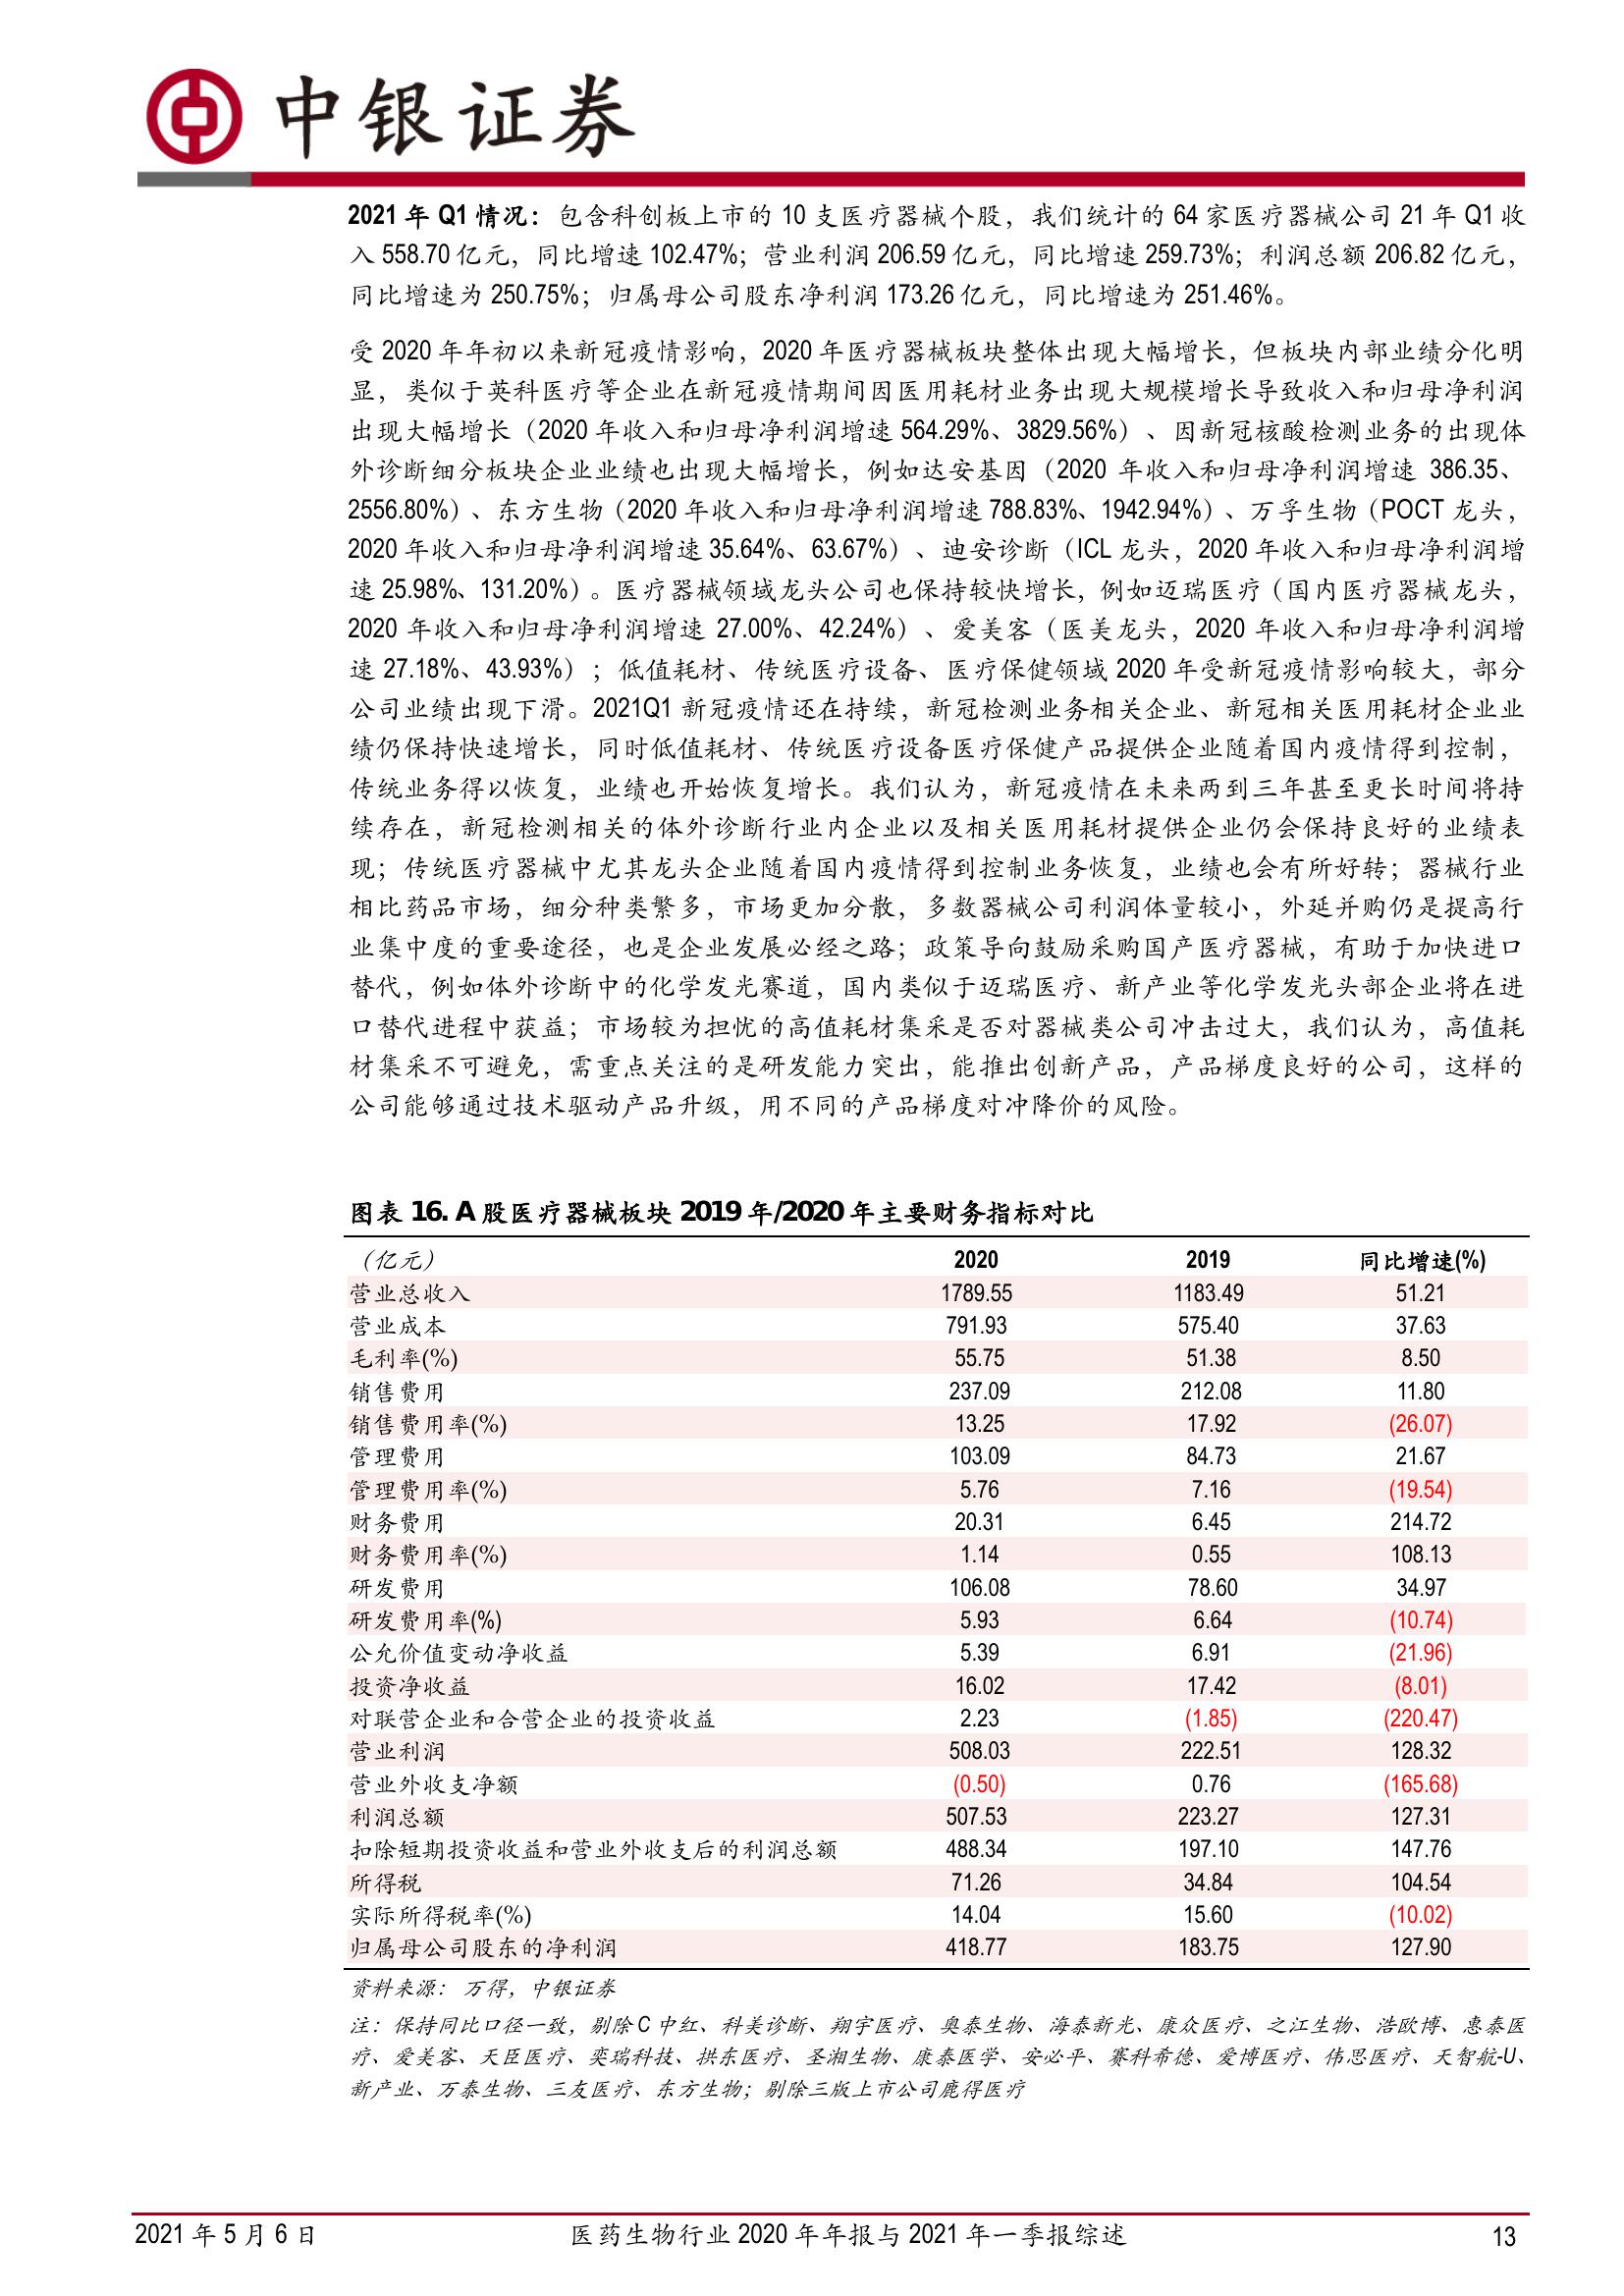 中银证券
2021 年 Q1 情况：包含科创板上市的 10 支医疗器械个股，我们统计的 64 家医疗器械公司 21 年 Q1 收
入 558.70 亿元，同比增速 102.47%；营业利润 206.59 亿元，同比增速 259.73%；利润总额 206.82 亿元，
同比增速为 250.75%；归属母公司股东净利润 173.26 亿元，同比增速为 251.46%。
受 2020 年年初以来新冠疫情影响，2020 年医疗器械板块整体出现大幅增长，但板块内部业绩分化明
显，类似于英科医疗等企业在新冠疫情期间因医用耗材业务出现大规模增长导致收入和归母净利润
出现大幅增长（2020 年收入和归母净利润增速 564.29%、3829.56%）、因新冠核酸检测业务的出现体
外诊断细分板块企业业绩也出现大幅增长，例如达安基因（2020 年收入和归母净利润增速 386.35、
2556.80%）、东方生物（2020 年收入和归母净利润增速 788.83%、1942.94%）、万孚生物（POCT 龙头，
2020 年收入和归母净利润增速 35.64%、63.67%）、迪安诊断（ICL 龙头，2020 年收入和归母净利润增
速 25.98%、131.20%）。医疗器械领域龙头公司也保持较快增长，例如迈瑞医疗（国内医疗器械龙头，
2020 年收入和归母净利润增速 27.00%、42.24%）、爱美客（医美龙头，2020 年收入和归母净利润增
速 27.18%、43.93%）；低值耗材、传统医疗设备、医疗保健领域 2020 年受新冠疫情影响较大，部分
公司业绩出现下滑。2021Q1 新冠疫情还在持续，新冠检测业务相关企业、新冠相关医用耗材企业业
绩仍保持快速增长，同时低值耗材、传统医疗设备医疗保健产品提供企业随着国内疫情得到控制，
传统业务得以恢复，业绩也开始恢复增长。我们认为，新冠疫情在未来两到三年甚至更长时间将持
续存在，新冠检测相关的体外诊断行业内企业以及相关医用耗材提供企业仍会保持良好的业绩表
现；传统医疗器械中尤其龙头企业随着国内疫情得到控制业务恢复，业绩也会有所好转；器械行业
相比药品市场，细分种类繁多，市场更加分散，多数器械公司利润体量较小，外延并购仍是提高行
业集中度的重要途径，也是企业发展必经之路；政策导向鼓励采购国产医疗器械，有助于加快进口
替代，例如体外诊断中的化学发光赛道，国内类似于迈瑞医疗、新产业等化学发光头部企业将在进
口替代进程中获益；市场较为担忧的高值耗材集采是否对器械类公司冲击过大，我们认为，高值耗
材集采不可避免，需重点关注的是研发能力突出，能推出创新产品，产品梯度良好的公司，这样的
公司能够通过技术驱动产品升级，用不同的产品梯度对冲降价的风险。
图表 16. A 股医疗器械板块 2019 年/2020 年主要财务指标对比
（亿元） 2020 2019 同比增速(%)
营业总收入 1789.55 1183.49 51.21
营业成本 791.93 575.40 37.63
毛利率(%) 55.75 51.38 8.50
销售费用 237.09 212.08 11.80
销售费用率(%) 13.25 17.92 (26.07)
管理费用 103.09 84.73 21.67
管理费用率(%) 5.76 7.16 (19.54)
财务费用 20.31 6.45 214.72
财务费用率(%) 1.14 0.55 108.13
研发费用 106.08 78.60 34.97
研发费用率(%) 5.93 6.64 (10.74)
公允价值变动净收益 5.39 6.91 (21.96)
投资净收益 16.02 17.42 (8.01)
对联营企业和合营企业的投资收益 2.23 (1.85) (220.47)
营业利润 508.03 222.51 128.32
营业外收支净额 (0.50) 0.76 (165.68)
利润总额 507.53 223.27 127.31
扣除短期投资收益和营业外收支后的利润总额 488.34 197.10 147.76
所得税 71.26 34.84 104.54
实际所得税率(%) 14.04 15.60 (10.02)
归属母公司股东的净利润 418.77 183.75 127.90
资料来源：万得，中银证券
注：保持同比口径一致，剔除 C 中红、科美诊断、翔宇医疗、奥泰生物、海泰新光、康众医疗、之江生物、浩欧博、惠泰医
疗、爱美客、天臣医疗、奕瑞科技、拱东医疗、圣湘生物、康泰医学、安必平、赛科希德、爱博医疗、伟思医疗、天智航-U、
新产业、万泰生物、三友医疗、东方生物；剔除三版上市公司鹿得医疗
2021 年 5 月 6 日 医药生物行业 2020 年年报与 2021 年一季报综述 13